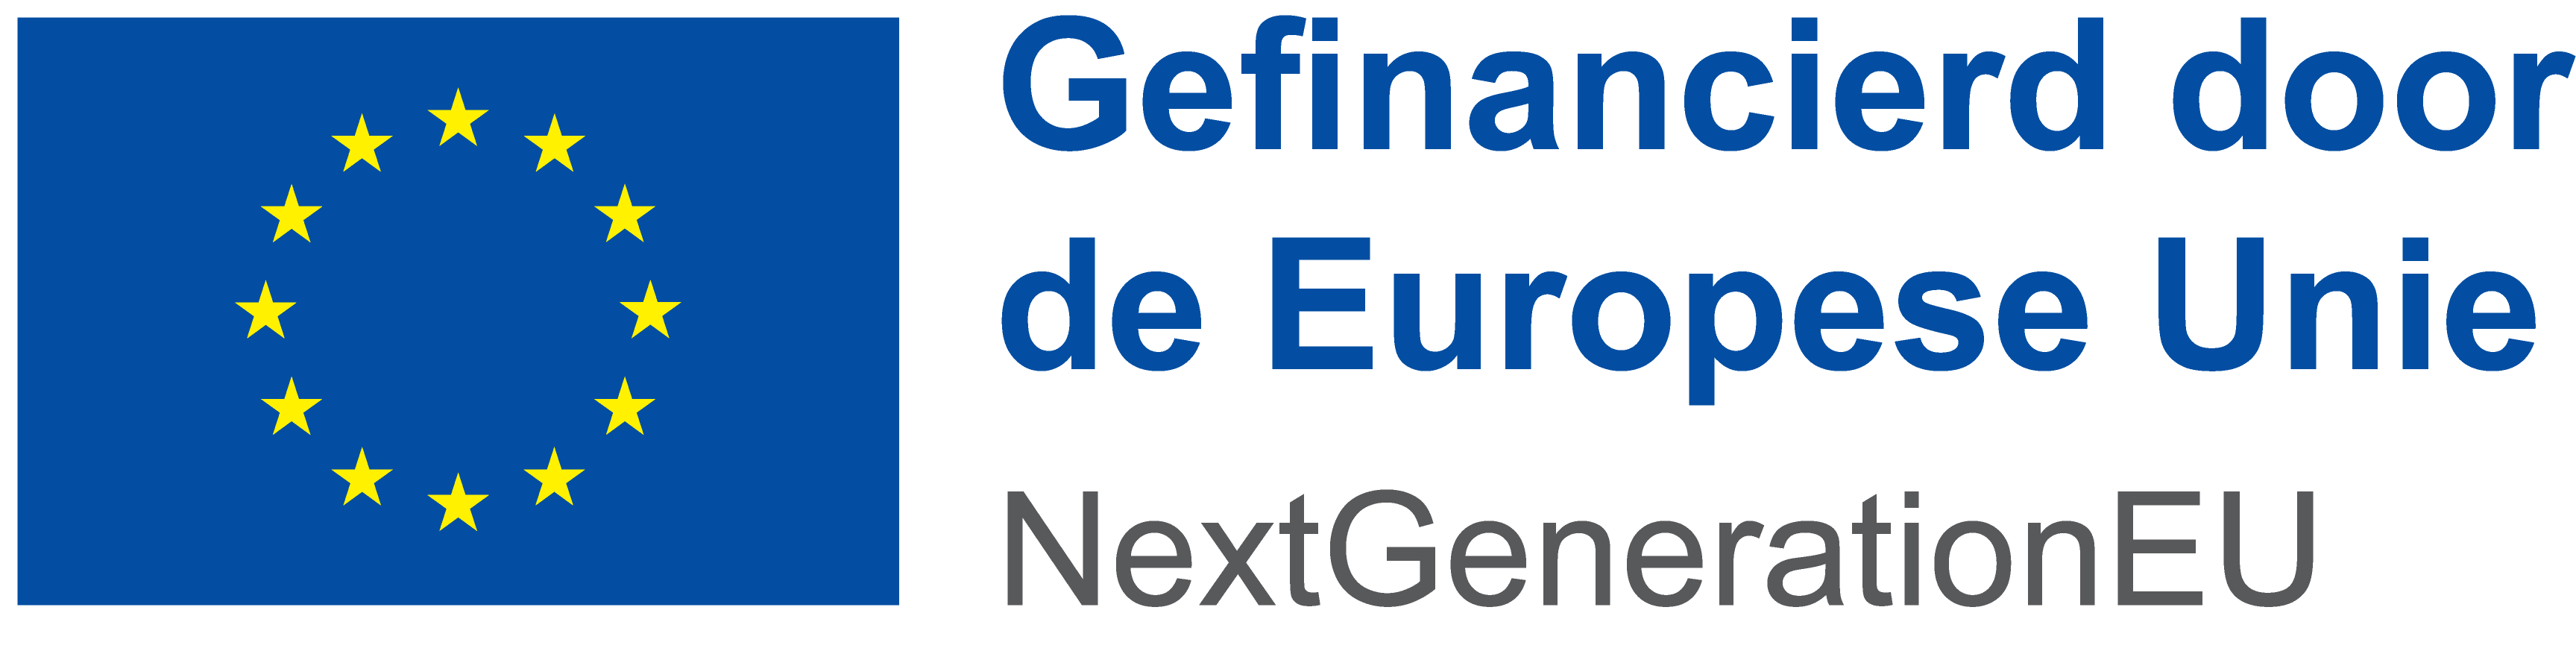 Gefinancierd door
de Europese Unie
NextGenerationEU